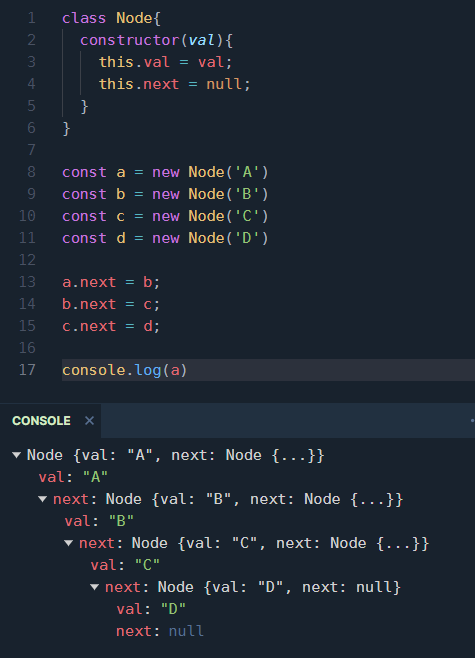 1 class Node{
2 constructor(val){
3 this.val = val;
4 this.next = null;
5 }
6 }
7
8 const a = new Node('A')
9 const b = new Node('B')
10 const c = new Node('C')
11 const d = new Node('D')
12
13 a.next = b;
14 b.next = c;
15 c.next = d;
16
17 console.log(a)
CONSOLE ×
▼ Node {val: "A", next: Node {...}}
val: "A"
▼ next: Node {val: "B", next: Node {...}}
val: "B"
▼ next: Node {val: "C", next: Node {...}}
val: "C"
▼ next: Node {val: "D", next: null}
val: "D"
next: null